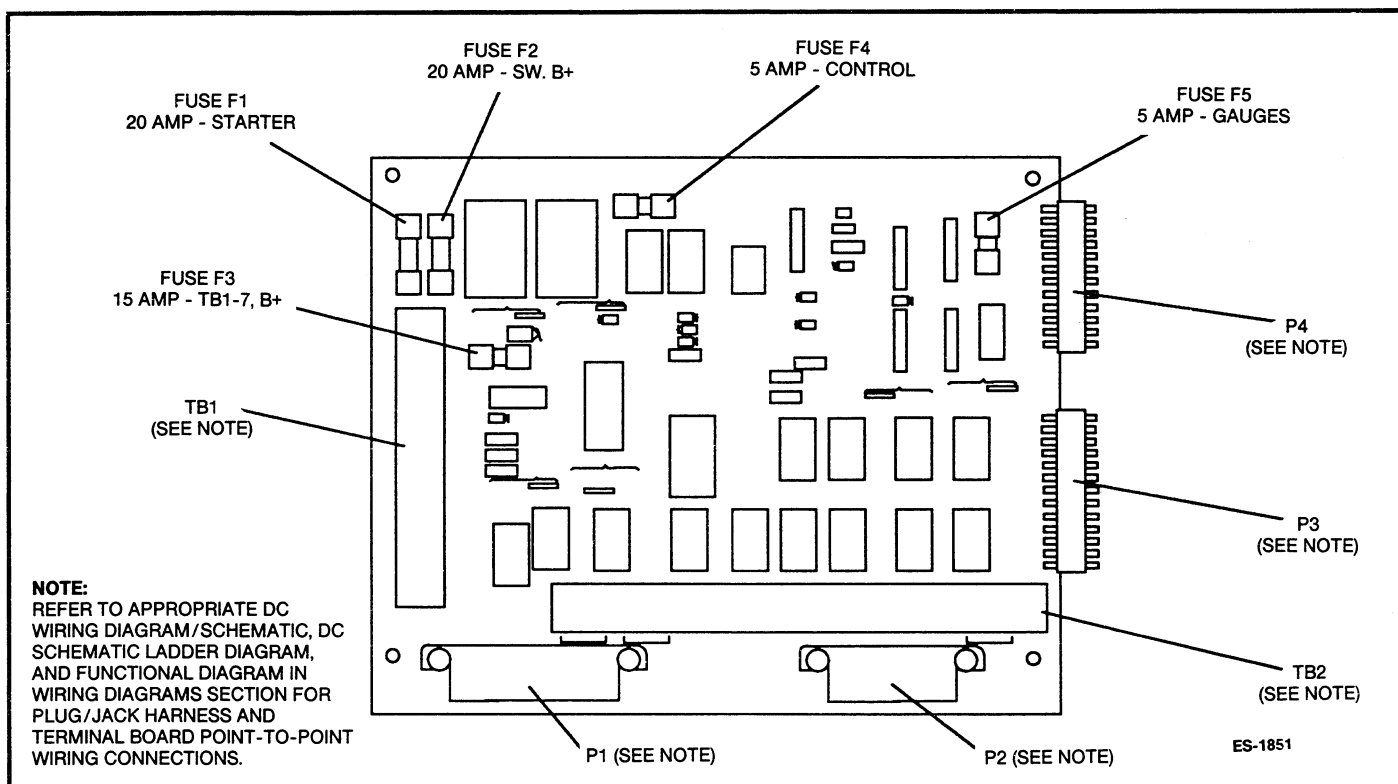 FUSE F2
20 AMP - SW. B+
FUSE F4
5 AMP - CONTROL
FUSE F1
20 AMP - STARTER
FUSE F5
5 AMP - GAUGES
FUSE F3
15 AMP - TB1-7, B+
P4
(SEE NOTE)
TB1
(SEE NOTE)
P3
(SEE NOTE)
NOTE:
REFER TO APPROPRIATE DC
WIRING DIAGRAM/SCHEMATIC, DC
SCHEMATIC LADDER DIAGRAM,
AND FUNCTIONAL DIAGRAM IN
WIRING DIAGRAMS SECTION FOR
PLUG/JACK HARNESS AND
TERMINAL BOARD POINT-TO-POINT
WIRING CONNECTIONS.
TB2
(SEE NOTE)
P1 (SEE NOTE)
P2 (SEE NOTE)
ES-1851